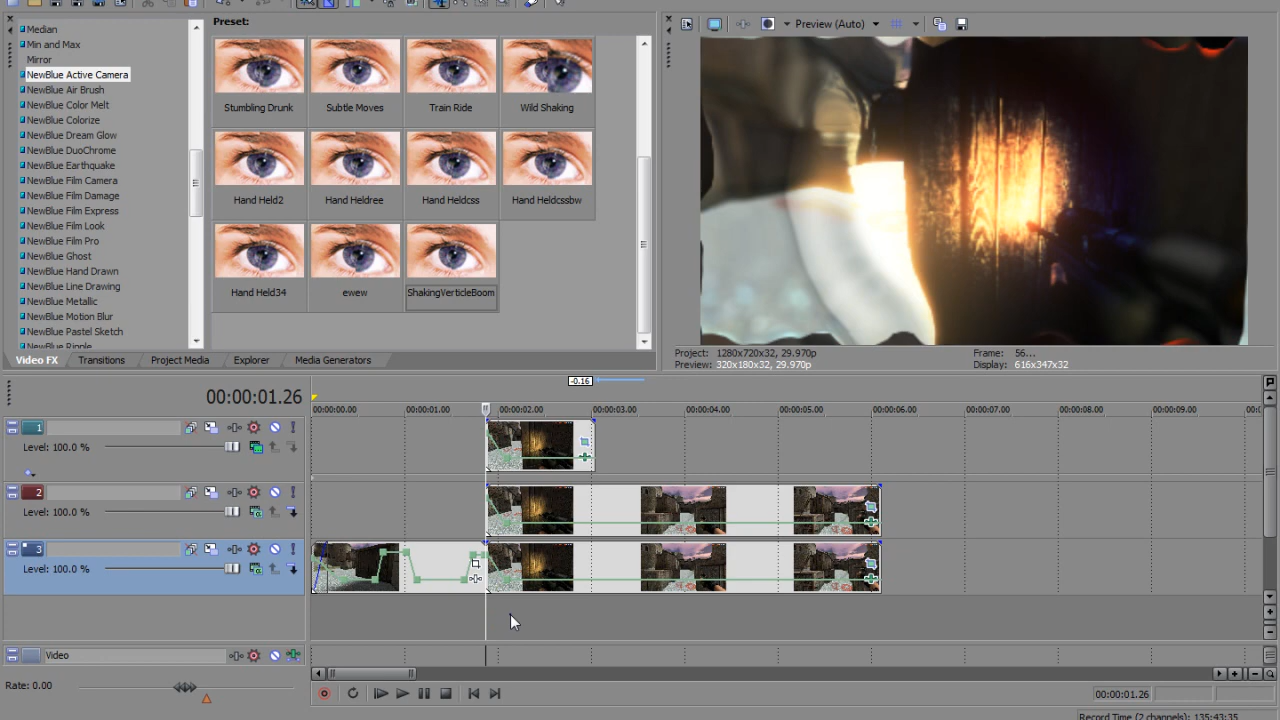 Preset:
Median
Min and Max
Mirror
NewBlue Active Camera
NewBlue Air Brush
NewBlue Color Melt
NewBlue Colorize
NewBlue Dream Glow
NewBlue DuoChrome
NewBlue Earthquake
NewBlue Film Camera
NewBlue Film Damage
NewBlue Film Express
NewBlue Film Look
NewBlue Film Pro
NewBlue Ghost
NewBlue Hand Drawn
NewBlue Line Drawing
NewBlue Metallic
NewBlue Motion Blur
NewBlue Pastel Sketch
NewBlue Ripple
Stumbling Drunk Subtle Moves Train Ride Wild Shaking
Hand Held2 Hand Heldree Hand Heldcss Hand Heldcssbw
Hand Held34 ewew ShakingVerticleBoom
Video FX Transitions Project Media Explorer Media Generators
Preview (Auto)
Project: 1280x720x32, 29.970p Frame: 56...
Preview: 320x180x32, 29.970p Display: 616x347x32
-0.16
00:00:01.26
00:00:00.00 00:00:01.00 00:00:02.00 00:00:03.00 00:00:04.00 00:00:05.00 00:00:06.00 00:00:07.00 00:00:08.00 00:00:09.00 00:0
1
Level: 100.0 %
2
Level: 100.0 %
3
Level: 100.0 %
Video
Rate: 0.00
00:00:01.26
Record Time (2 channels): 135:43:35